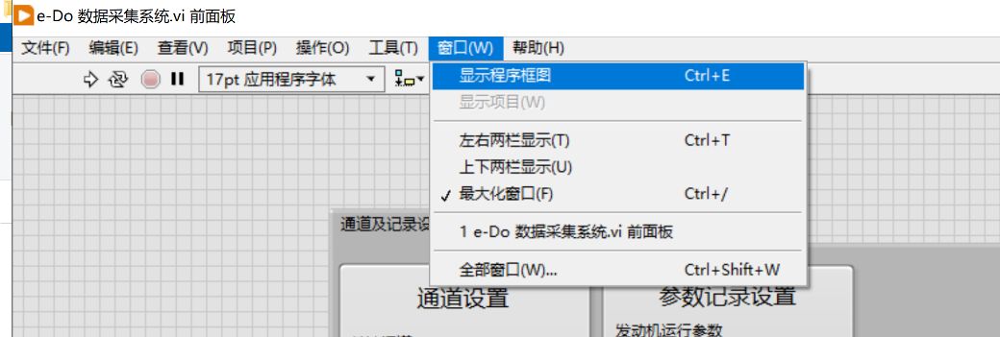 e-Do 数据采集系统.vi 前面板
文件(F) 编辑(E) 查看(V) 项目(P) 操作(O) 工具(T) 窗口(W) 帮助(H)
17pt 应用程序字体
显示程序框图 Ctrl+E
显示项目(W)
左右两栏显示(T) Ctrl+T
上下两栏显示(U)
✓ 最大化窗口(F) Ctrl+/
1 e-Do 数据采集系统.vi 前面板
全部窗口(W)... Ctrl+Shift+W
通道及记录设
通道设置
参数记录设置
发动机运行参数